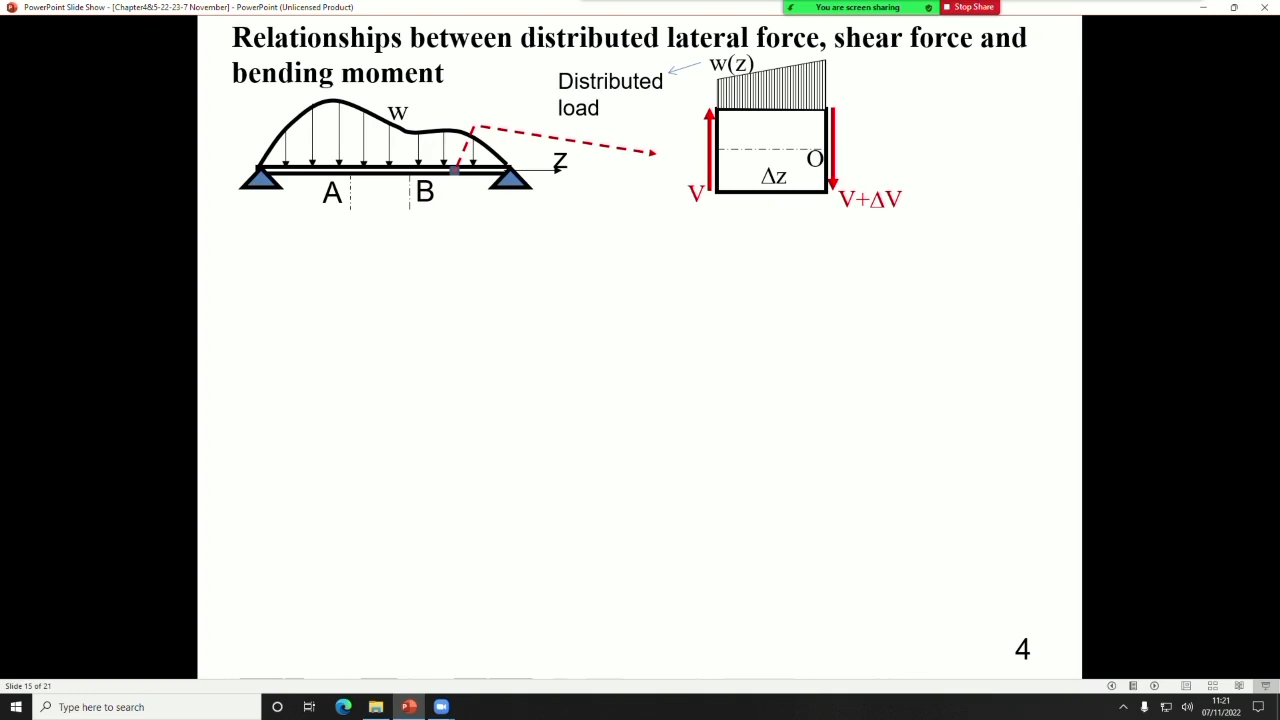 PowerPoint Slide Show - [Chapter4&5-22-23-7 November] - PowerPoint (Unlicensed Product)
You are screen sharing
Stop Share
Relationships between distributed lateral force, shear force and
bending moment
Distributed
load
w(z)
w
z
A
B
O
Δz
V
V+ΔV
4
Slide 15 of 21
Type here to search
11:21
07/11/2022